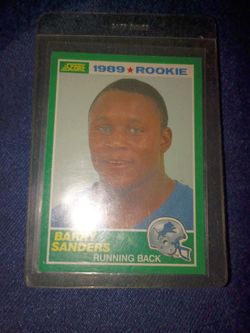 SCORE
1989 ★ ROOKIE
BARRY
SANDERS
RUNNING BACK